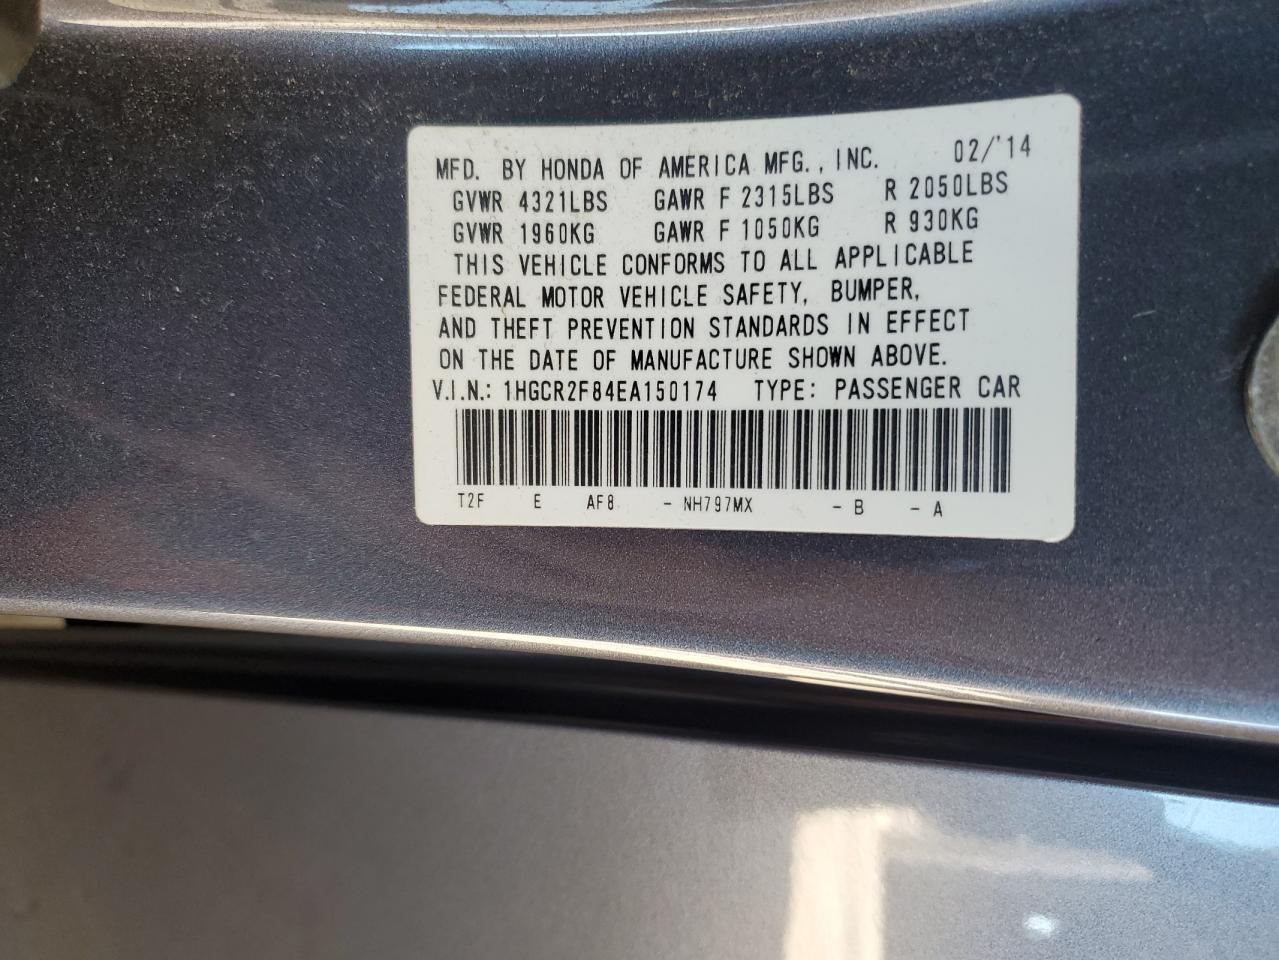 MFD. BY HONDA OF AMERICA MFG., INC. 02/'14
GVWR 4321LBS GAWR F 2315LBS R 2050LBS
GVWR 1960KG GAWR F 1050KG R 930KG
THIS VEHICLE CONFORMS TO ALL APPLICABLE
FEDERAL MOTOR VEHICLE SAFETY, BUMPER,
AND THEFT PREVENTION STANDARDS IN EFFECT
ON THE DATE OF MANUFACTURE SHOWN ABOVE.
V.I.N.: 1HGCR2F84EA150174 TYPE: PASSENGER CAR
T2F E AF8 - NH797MX - B - A